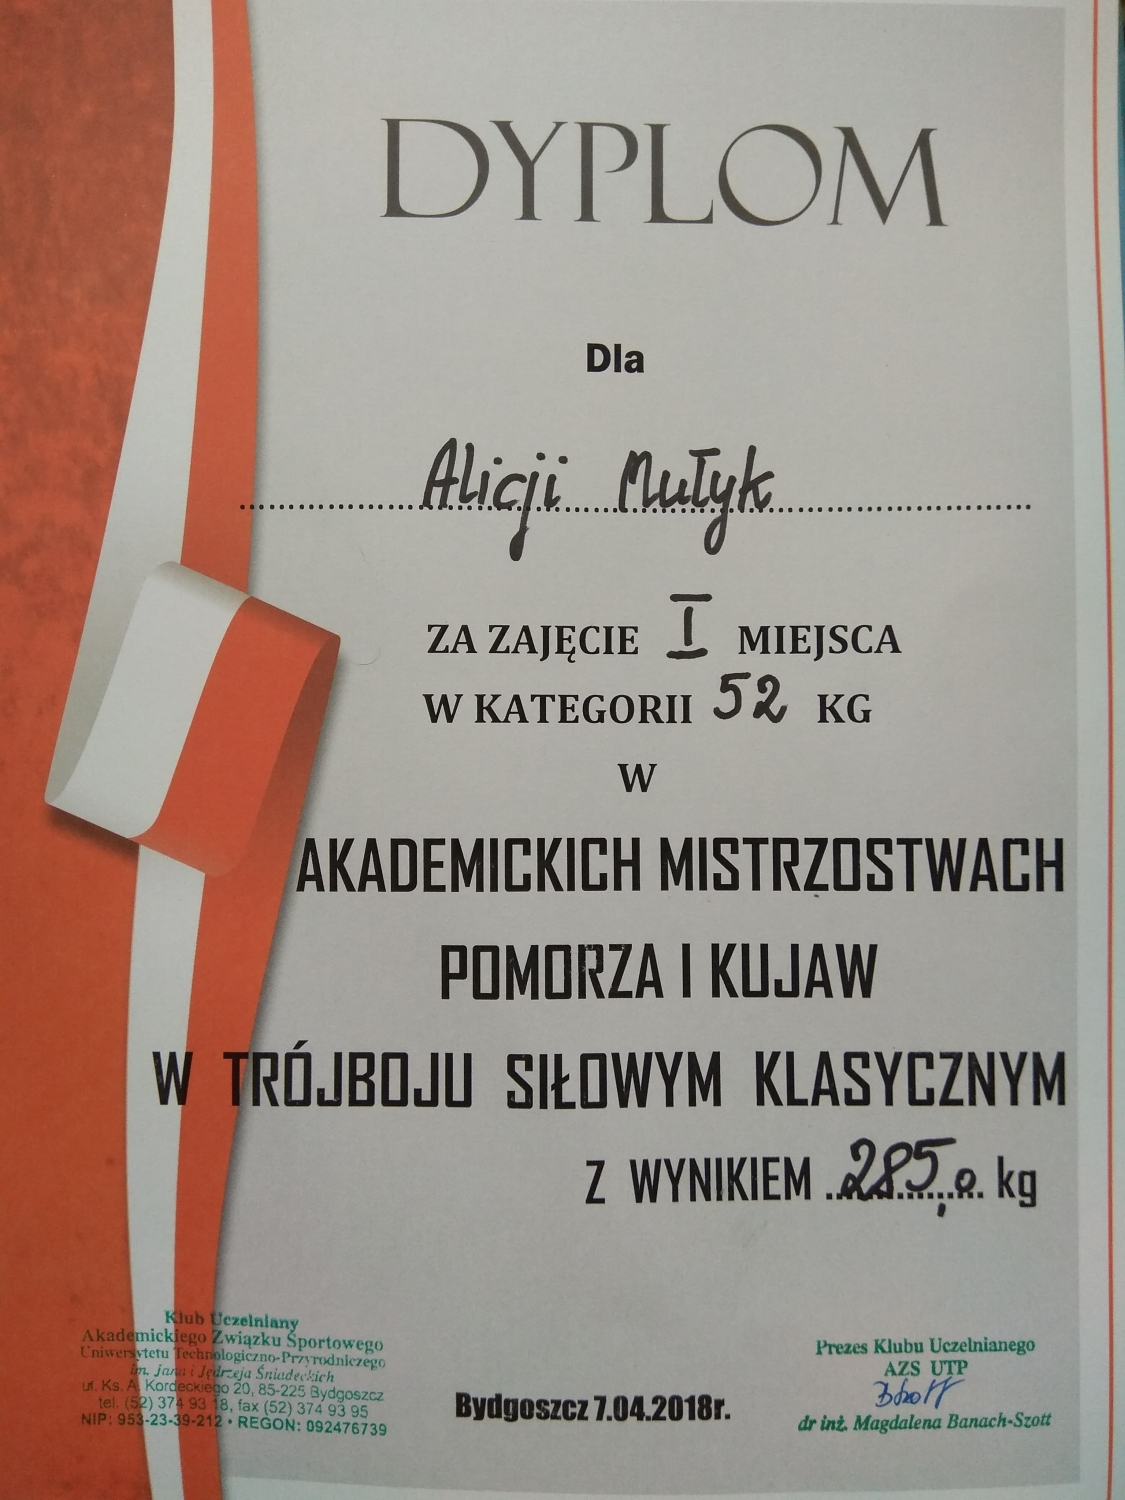 DYPLOM
Dla
Alicji Mułyk
ZA ZAJĘCIE I MIEJSCA
W KATEGORII 52 KG
W
AKADEMICKICH MISTRZOSTWACH
POMORZA I KUJAW
W TRÓJBOJU SIŁOWYM KLASYCZNYM
Z WYNIKIEM 285,0 kg
Klub Uczelniany
Akademickiego Związku Sportowego
Uniwersytetu Technologiczno-Przyrodniczego
im. Jana i Jędrzeja Śniadeckich
ul. Ks. A. Kordeckiego 20, 85-225 Bydgoszcz
tel. (52) 374 93 18, fax (52) 374 93 95
NIP: 953-23-39-212 • REGON: 092476739
Bydgoszcz 7.04.2018r.
Prezes Klubu Uczelnianego
AZS UTP
dr inż. Magdalena Banach-Szott